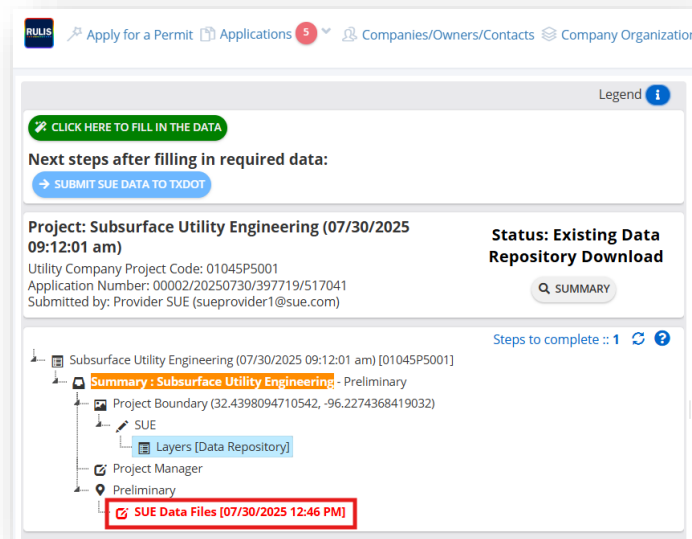 RULIS Apply for a Permit Applications 5 Companies/Owners/Contacts Company Organization
Legend i
CLICK HERE TO FILL IN THE DATA
Next steps after filling in required data:
SUBMIT SUE DATA TO TXDOT
Project: Subsurface Utility Engineering (07/30/2025
09:12:01 am)
Utility Company Project Code: 01045P5001
Application Number: 00002/20250730/397719/517041
Submitted by: Provider SUE (sueprovider1@sue.com)
Status: Existing Data
Repository Download
SUMMARY
Steps to complete :: 1 ?
Subsurface Utility Engineering (07/30/2025 09:12:01 am) [01045P5001]
Summary : Subsurface Utility Engineering - Preliminary
Project Boundary (32.4398094710542, -96.2274368419032)
SUE
Layers [Data Repository]
Project Manager
Preliminary
SUE Data Files [07/30/2025 12:46 PM]